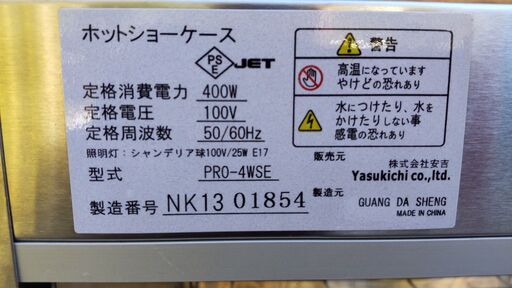 ホットショーケース
PS
E
JET
定格消費電力 400W
定格電圧 100V
定格周波数 50/60Hz
照明灯：シャンデリア球100V/25W E17
型式 PRO-4WSE
製造番号 NK13 01854
警告
高温になっています
やけどの恐れあり
水につけたり、水を
かけたりしない事
感電の恐れあり
販売元
株式会社安吉
Yasukichi co.,ltd.
製造元
GUANG DA SHENG
MADE IN CHINA